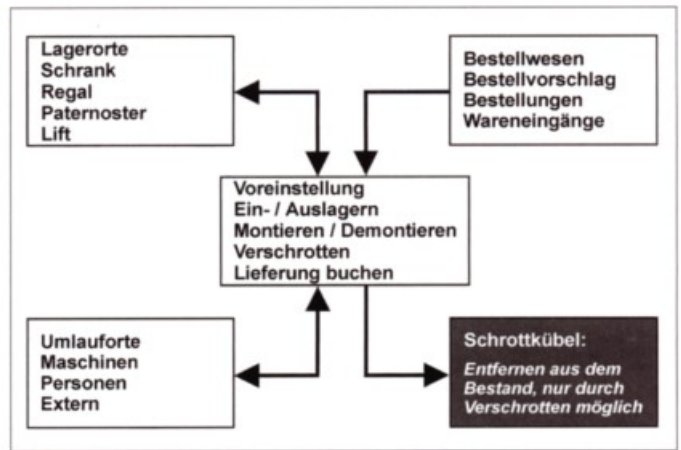 Lagerorte
Schrank
Regal
Paternoster
Lift
Bestellwesen
Bestellvorschlag
Bestellungen
Wareneingänge
Voreinstellung
Ein- / Auslagern
Montieren / Demontieren
Verschrotten
Lieferung buchen
Umlauforte
Maschinen
Personen
Extern
Schrottkübel:
Entfernen aus dem
Bestand, nur durch
Verschrotten möglich